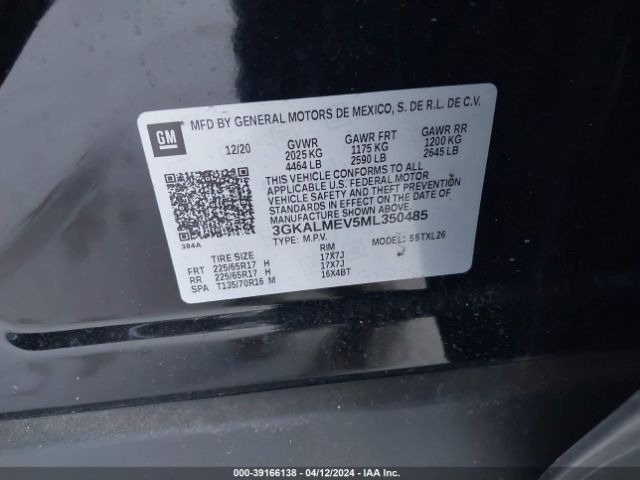 GM
MFD BY GENERAL MOTORS DE MEXICO, S. DE R.L. DE C.V.
12/20 GVWR GAWR FRT GAWR RR
2025 KG 1175 KG 1200 KG
4464 LB 2590 LB 2645 LB
THIS VEHICLE CONFORMS TO ALL
APPLICABLE U.S. FEDERAL MOTOR
VEHICLE SAFETY AND THEFT PREVENTION
STANDARDS IN EFFECT ON THE DATE OF
MANUFACTURE SHOWN ABOVE.
3GKALMEV5ML350485
384A
TYPE: M.P.V. MODEL: 55TXL26
TIRE SIZE RIM
FRT 225/65R17 H 17X7J
RR 225/65R17 H 17X7J
SPA T135/70R16 M 16X4BT
000-39166138 - 04/12/2024 - IAA Inc.